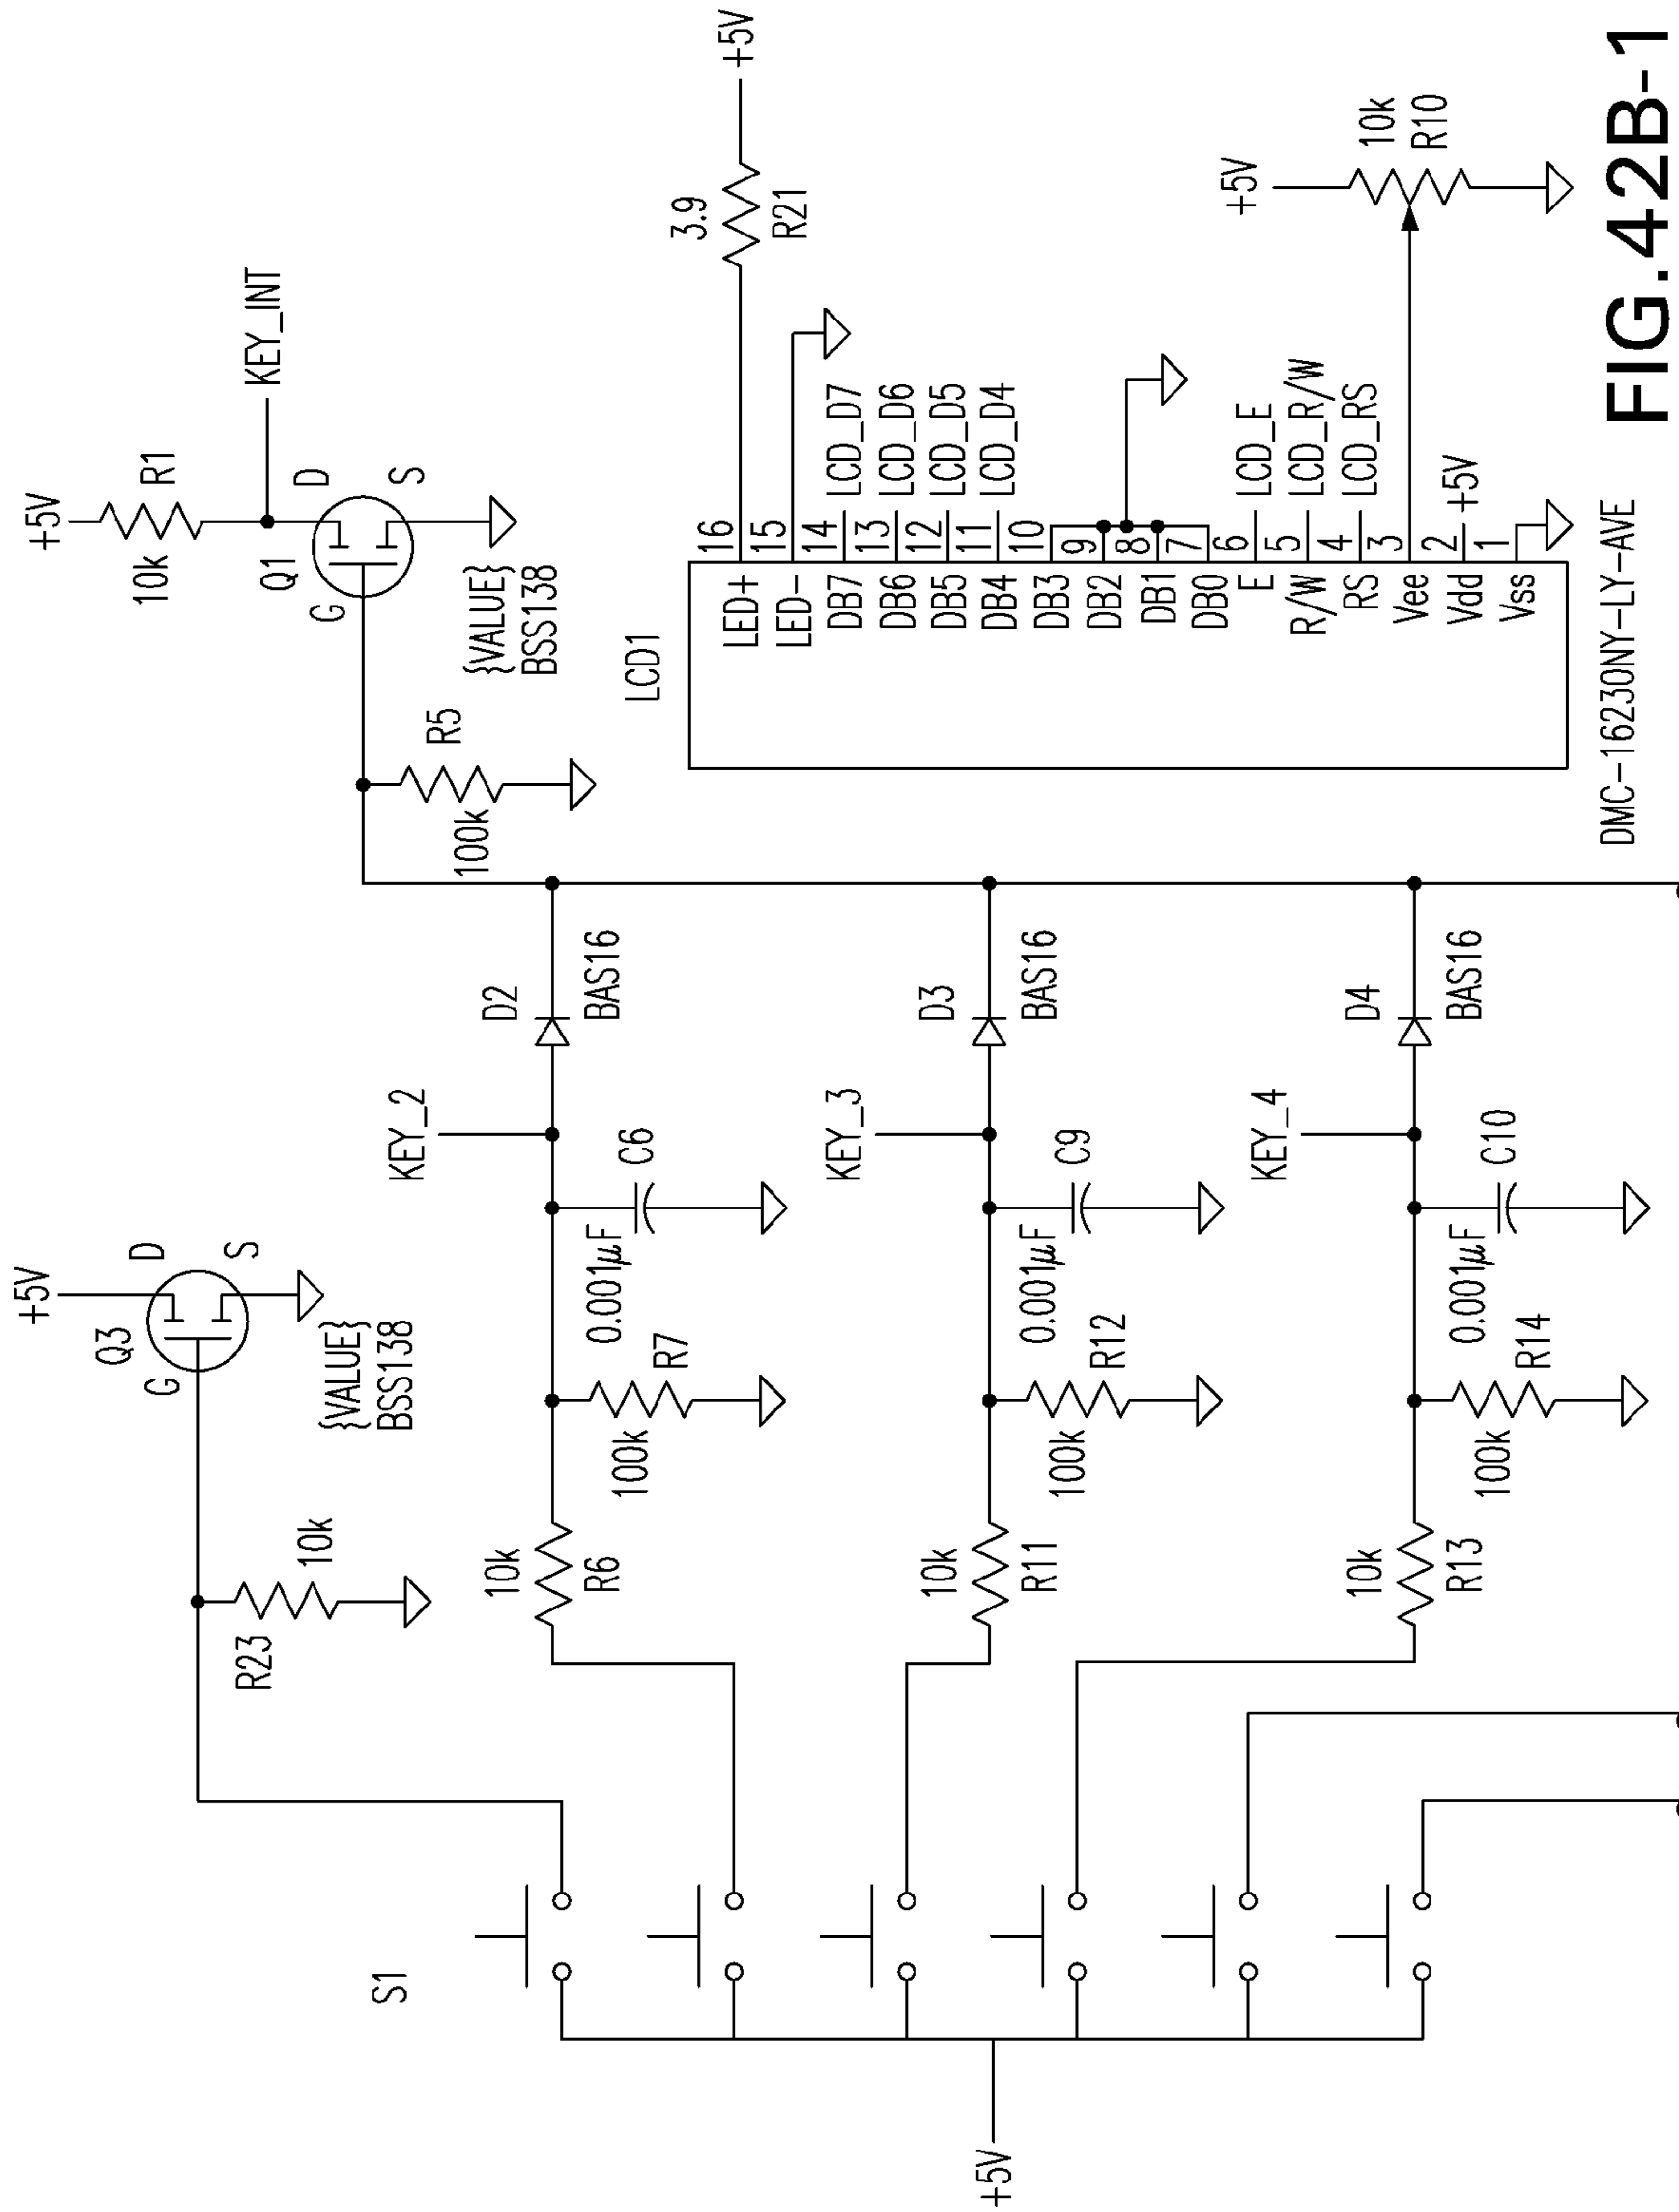 +5V
S1
+5V
Q3
D
G
S
{VALUE}
BSS138
R23
10k
10k
R6
100k
R7
0.001µF
C6
KEY_2
D2
BAS16
10k
R11
100k
R12
0.001µF
C9
KEY_3
D3
BAS16
10k
R13
100k
R14
0.001µF
C10
KEY_4
D4
BAS16
+5V
10k
R1
KEY_INT
Q1
D
G
S
{VALUE}
BSS138
R5
100k
LCD1
LED+ 16
LED- 15
DB7 14 LCD_D7
DB6 13 LCD_D6
DB5 12 LCD_D5
DB4 11 LCD_D4
DB3 10
DB2 9
DB1 8
DB0 7
E 6 LCD_E
R/W 5 LCD_R/W
RS 4 LCD_RS
Vee 3
Vdd 2 +5V
Vss 1
DMC-16230NY-LY-AVE
3.9
R21
+5V
+5V
10k
R10
FIG.42B-1